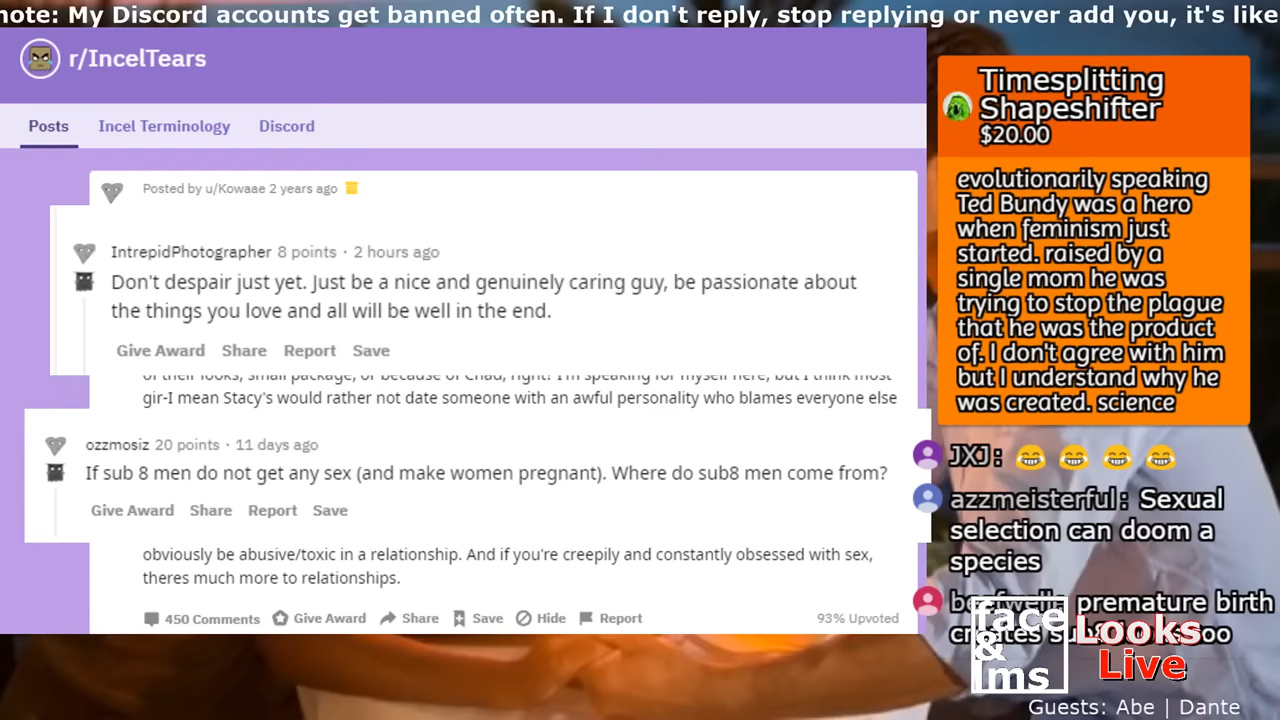 note: My Discord accounts get banned often. If I don't reply, stop replying or never add you, it's like
r/IncelTears
Posts Incel Terminology Discord
Posted by u/Kowaae 2 years ago
IntrepidPhotographer 8 points · 2 hours ago
Don't despair just yet. Just be a nice and genuinely caring guy, be passionate about
the things you love and all will be well in the end.
Give Award Share Report Save
of their looks, small package, or because of Chad, right? I'm speaking for myself here, but I think most
girl-I mean Stacy's would rather not date someone with an awful personality who blames everyone else
ozzmosiz 20 points · 11 days ago
If sub 8 men do not get any sex (and make women pregnant). Where do sub8 men come from?
Give Award Share Report Save
obviously be abusive/toxic in a relationship. And if you're creepily and constantly obsessed with sex,
theres much more to relationships.
450 Comments Give Award Share Save Hide Report 93% Upvoted
Timesplitting
Shapeshifter
$20.00
evolutionarily speaking
Ted Bundy was a hero
when feminism just
started. raised by a
single mom he was
trying to stop the plague
that he was the product
of. I don't agree with him
but I understand why he
was created. science
JXJ:
azzmeisterful: Sexual
selection can doom a
species
premature birth
creates too
face
&
lms
Looks
Live
Guests: Abe | Dante